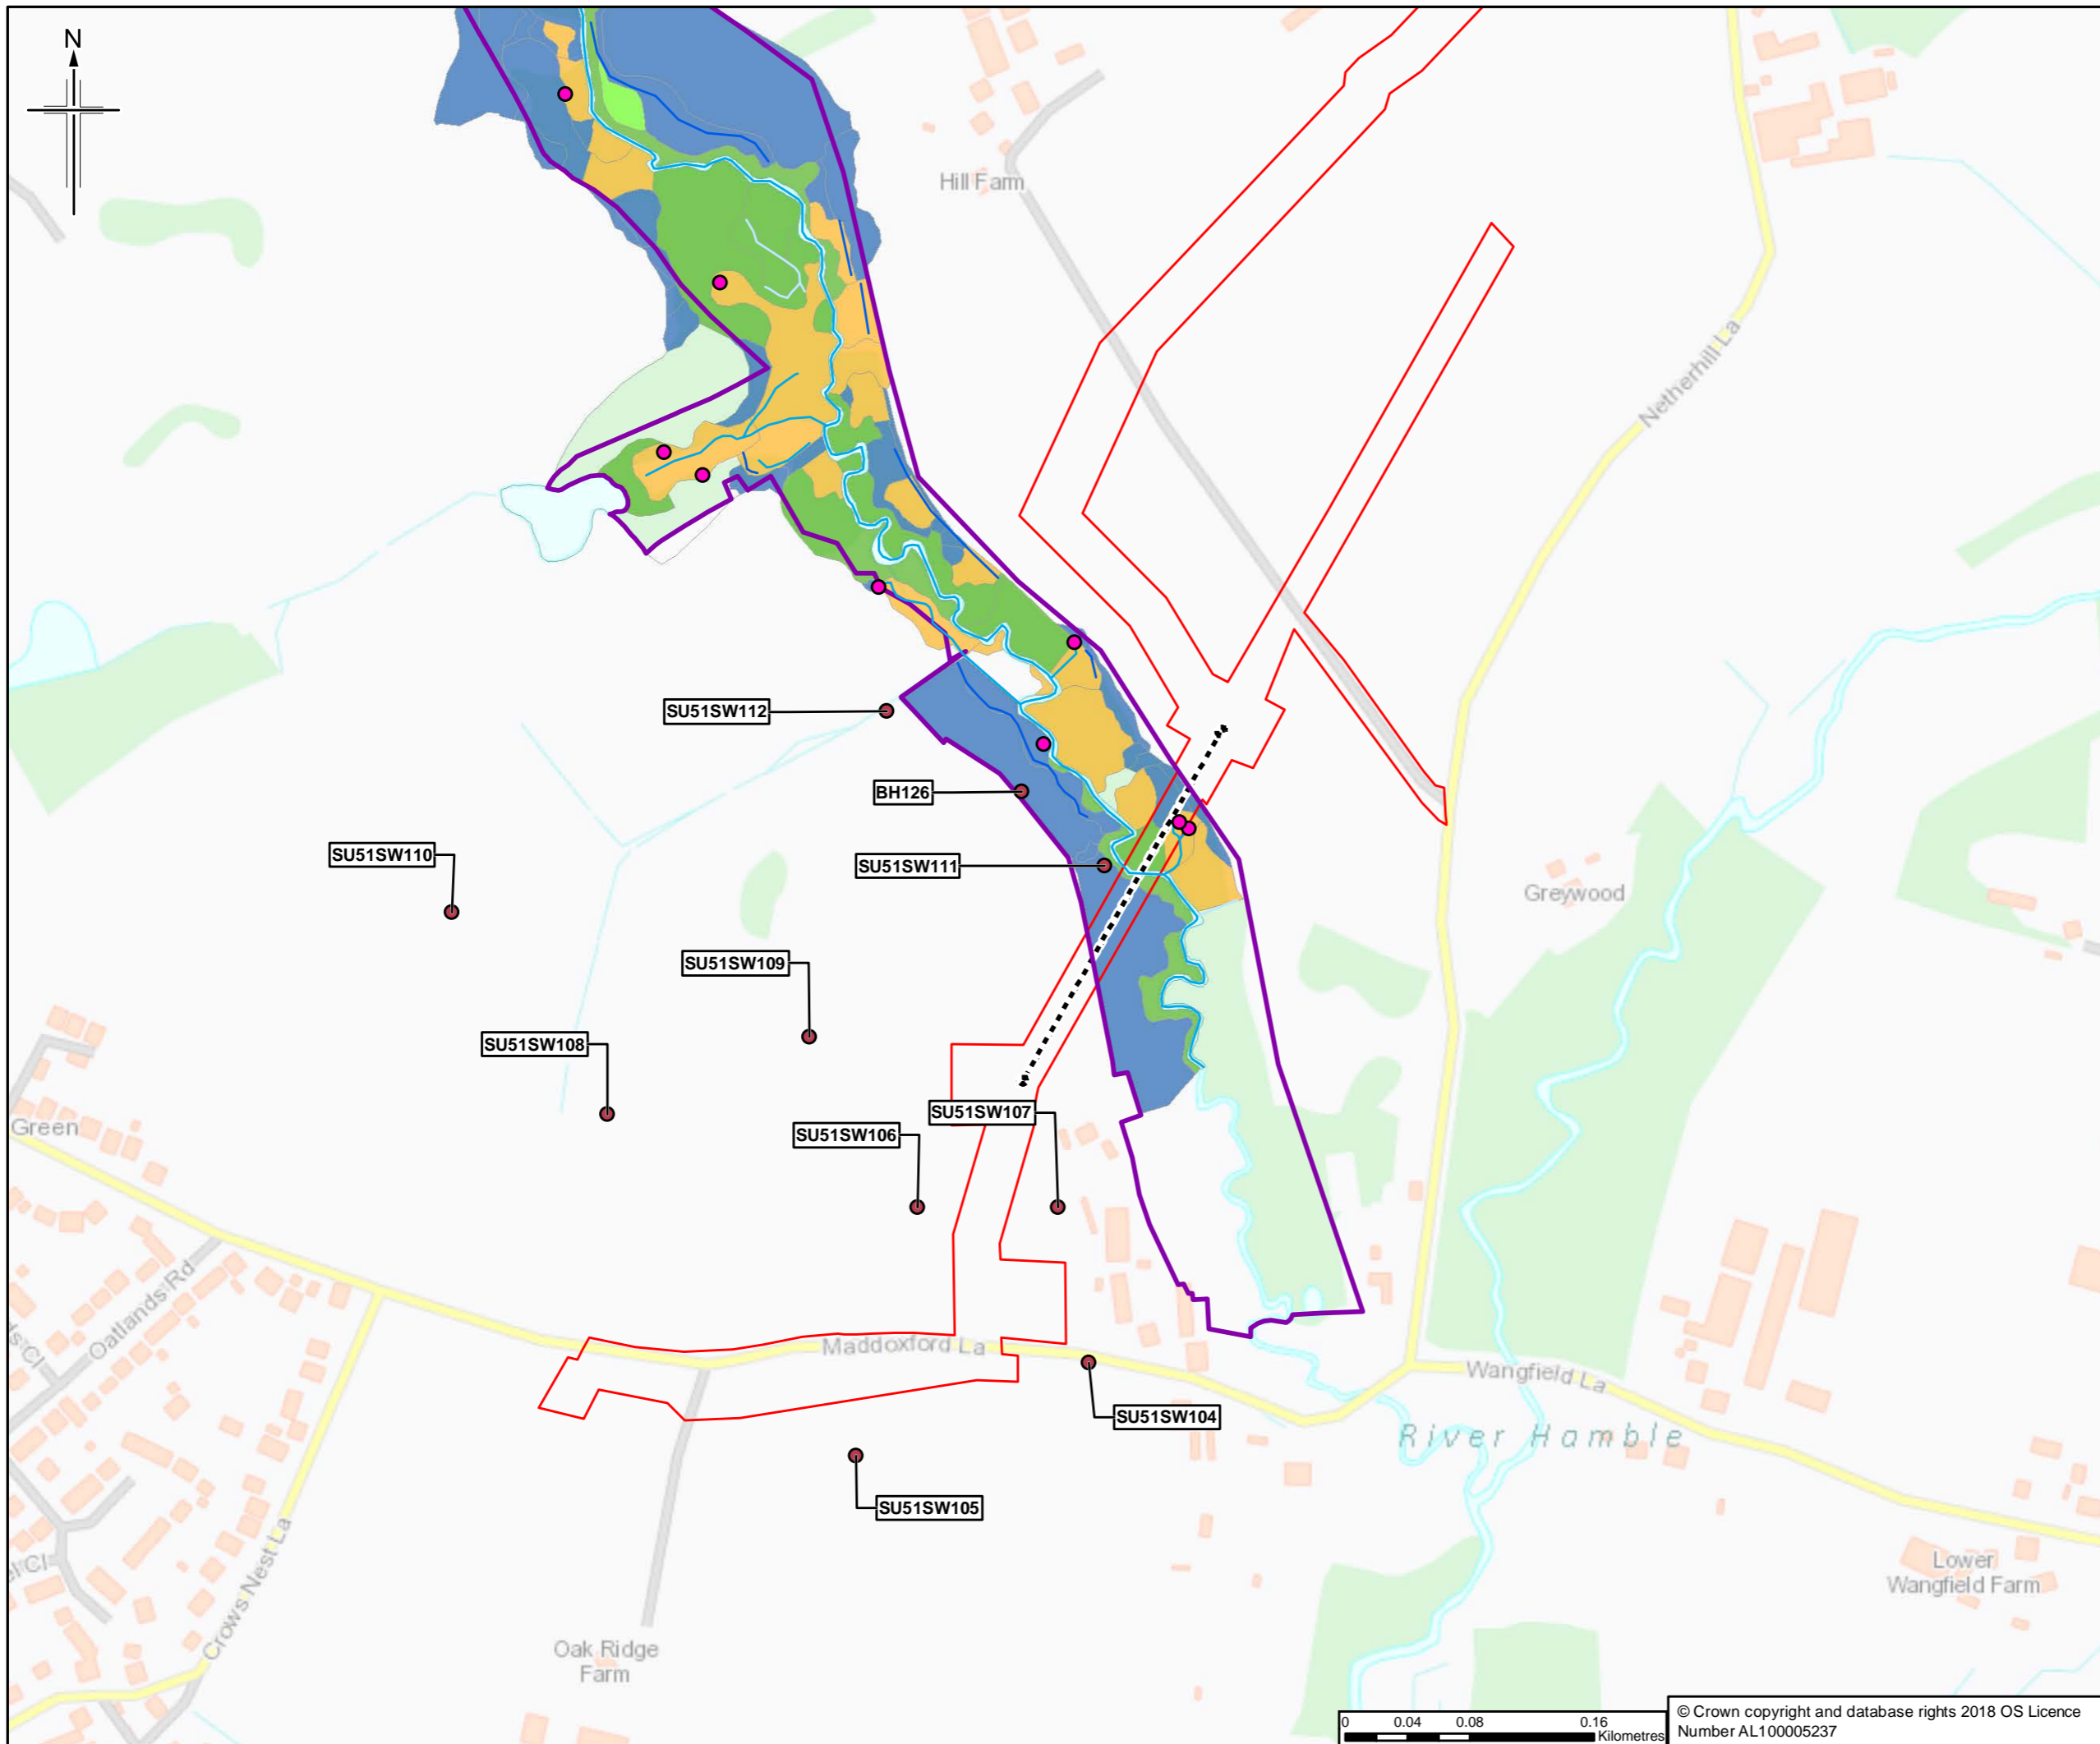 N
Hill Farm
Netherhill La
SU51SW112
BH126
SU51SW110
SU51SW111
Greywood
SU51SW109
SU51SW108
SU51SW107
Green
SU51SW106
Oatlands Rd
Maddoxford La
Wangfield La
SU51SW104
River Hamble
SU51SW105
Crows Nest La
Lower
Wangfield Farm
Oak Ridge
Farm
0 0.04 0.08 0.16
Kilometres
© Crown copyright and database rights 2018 OS Licence
Number AL100005237